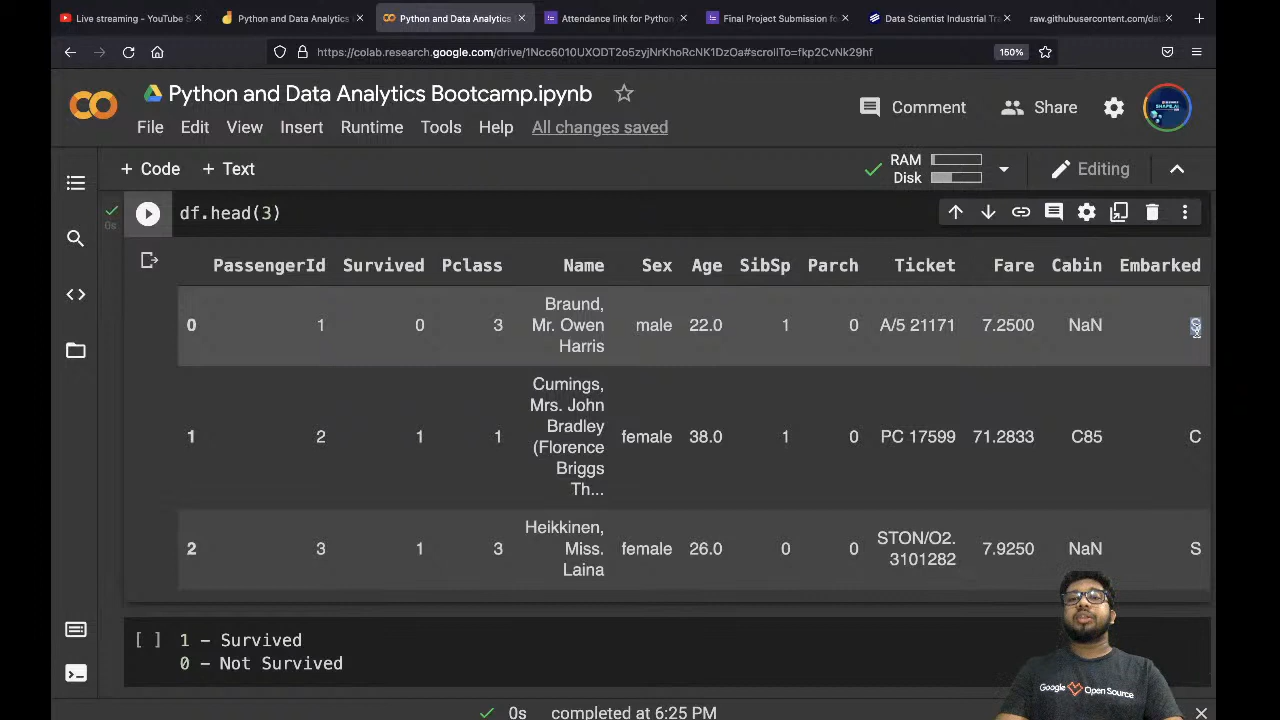 Live streaming - YouTube S
Python and Data Analytics
Python and Data Analytics
Attendance link for Python
Final Project Submission fo
Data Scientist Industrial Tra
raw.githubusercontent.com/dat
https://colab.research.google.com/drive/1Ncc6010UXODT2o5zyjNrKhoRcNK1DzOa#scrollTo=fkp2CvNk29hf
150%
Python and Data Analytics Bootcamp.ipynb
Comment
Share
File Edit View Insert Runtime Tools Help All changes saved
+ Code + Text
RAM
Disk
Editing
df.head(3)
0s
PassengerId Survived Pclass Name Sex Age SibSp Parch Ticket Fare Cabin Embarked
0 1 0 3 Braund, Mr. Owen Harris male 22.0 1 0 A/5 21171 7.2500 NaN S
1 2 1 1 Cumings, Mrs. John Bradley (Florence Briggs Th... female 38.0 1 0 PC 17599 71.2833 C85 C
2 3 1 3 Heikkinen, Miss. Laina female 26.0 0 0 STON/O2. 3101282 7.9250 NaN S
[ ] 1 - Survived
0 - Not Survived
Google Open Source
0s completed at 6:25 PM